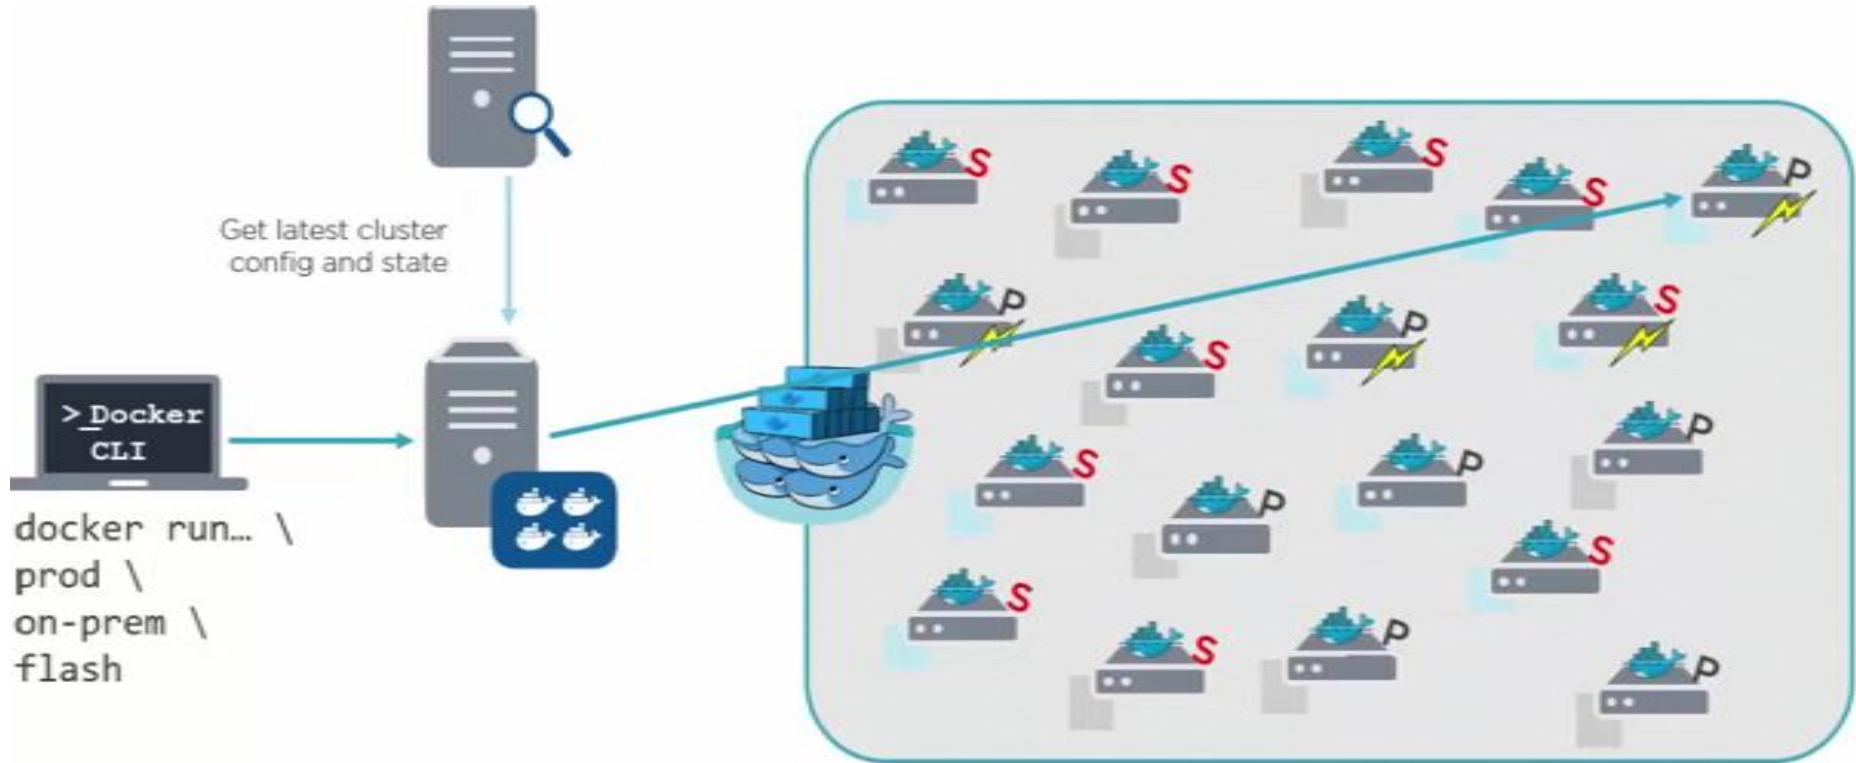 S
S
S
S
P
Get latest cluster
config and state
P
S
P
S
>_Docker
CLI
S
P
P
P
docker run… \
prod \
on-prem \
flash
S
S
S
P
P